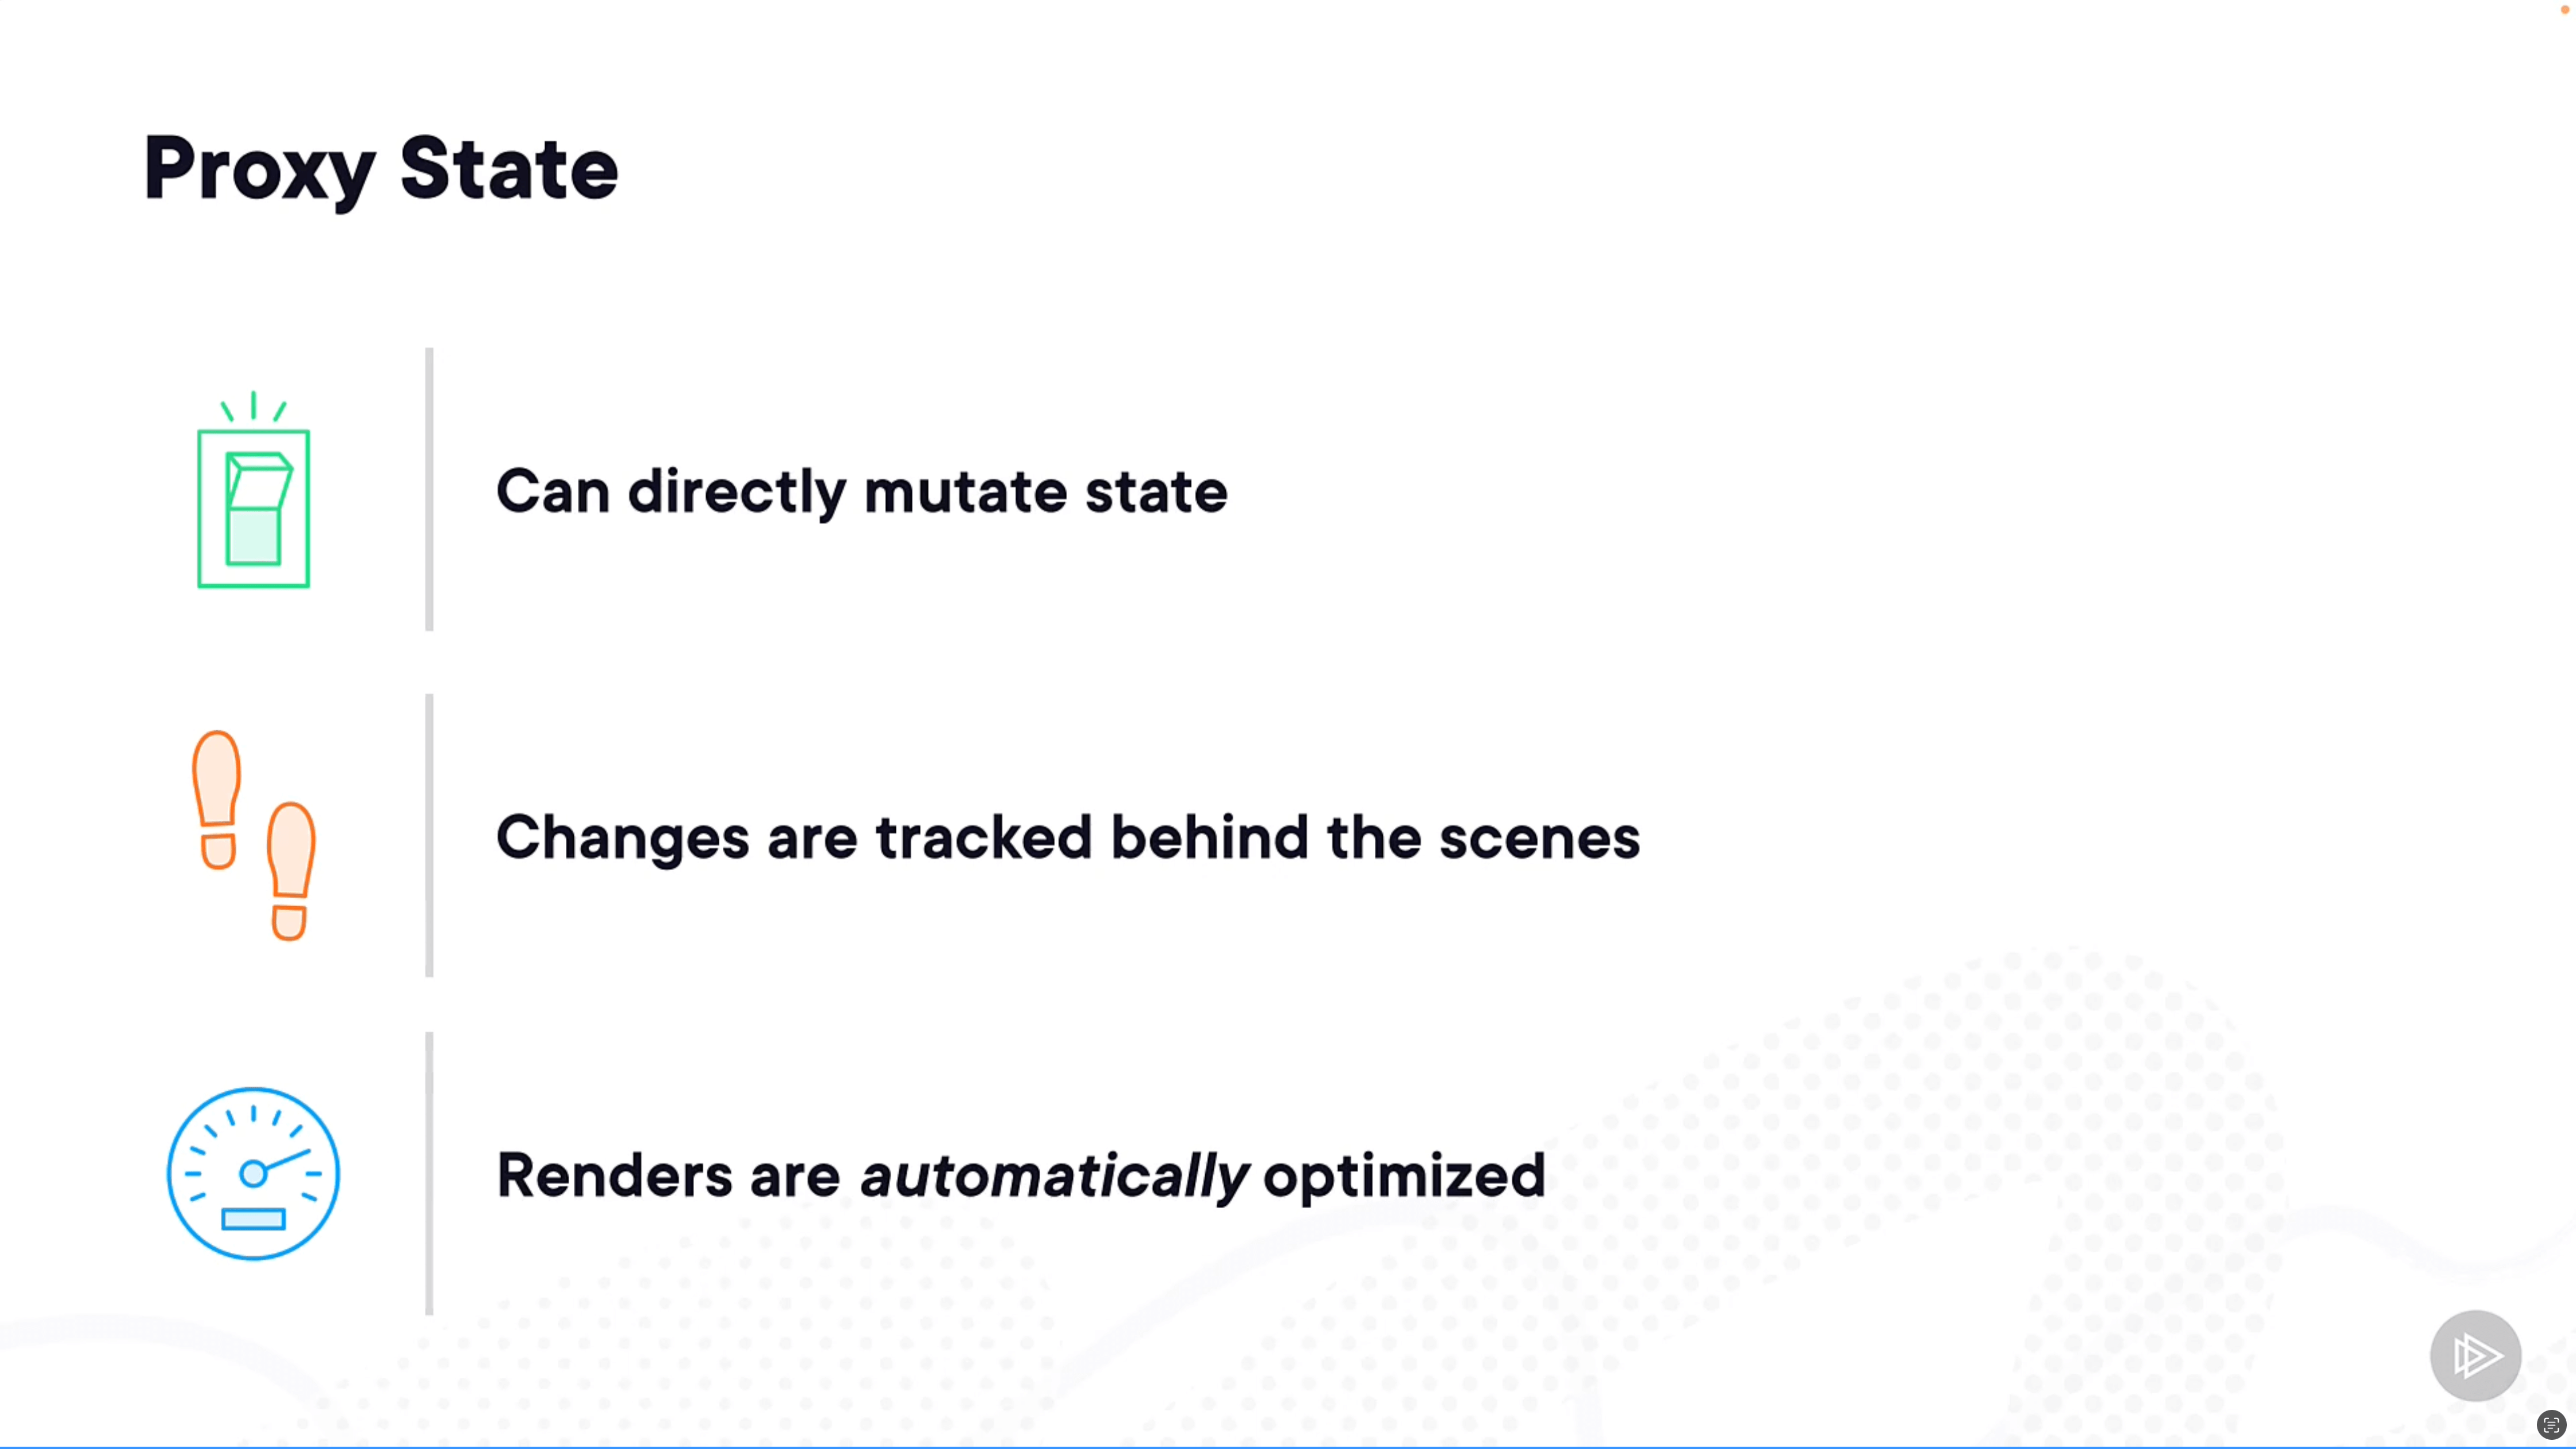 Proxy State
Can directly mutate state
Changes are tracked behind the scenes
Renders are automatically optimized